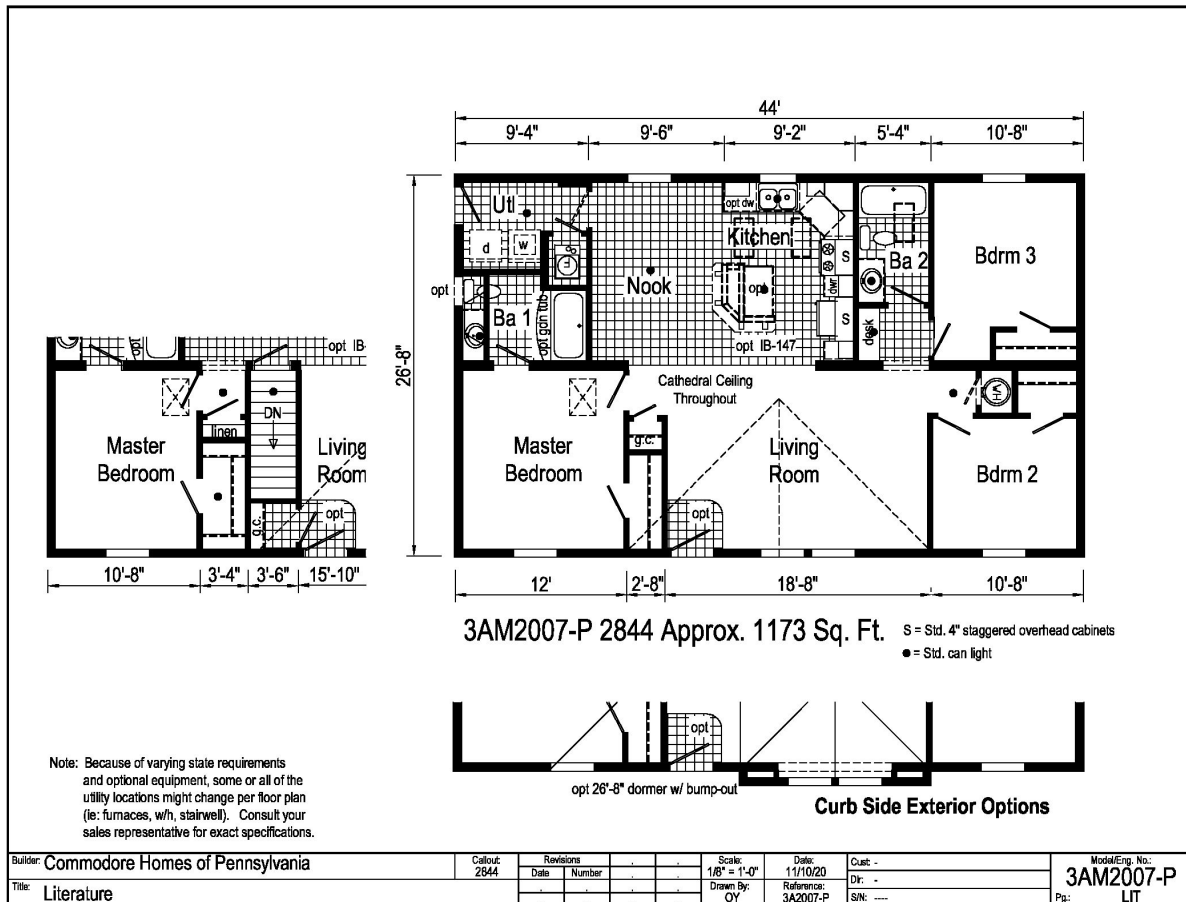 44'
9'-4" 9'-6" 9'-2" 5'-4" 10'-8"
26'-8"
Utl
d
w
opt dw
Kitchen
S
dwr
S
Ba 2
Bdrm 3
Nook
opt
opt
Ba 1
opt gdn tub
opt IB-147
desk
Cathedral Ceiling
Throughout
WH
Master
Bedroom
g.c.
Living
Room
opt
Bdrm 2
12' 2'-8" 18'-8" 10'-8"
opt
opt IB-
DN
linen
Master
Bedroom
Living
Room
g.c.
opt
10'-8" 3'-4" 3'-6" 15'-10"
3AM2007-P 2844 Approx. 1173 Sq. Ft.
S = Std. 4" staggered overhead cabinets
● = Std. can light
opt
opt 26'-8" dormer w/ bump-out
Curb Side Exterior Options
Note: Because of varying state requirements
and optional equipment, some or all of the
utility locations might change per floor plan
(ie: furnaces, w/h, stairwell). Consult your
sales representative for exact specifications.
Builder: Commodore Homes of Pennsylvania
Title: Literature
Callout:
2844
Revisions
Date Number
Scale:
1/8" = 1'-0"
Drawn By:
OY
Date:
11/10/20
Reference:
3A2007-P
Cust: -
Dir: -
S/N: ----
Model/Eng. No.:
3AM2007-P
Pg.: LIT